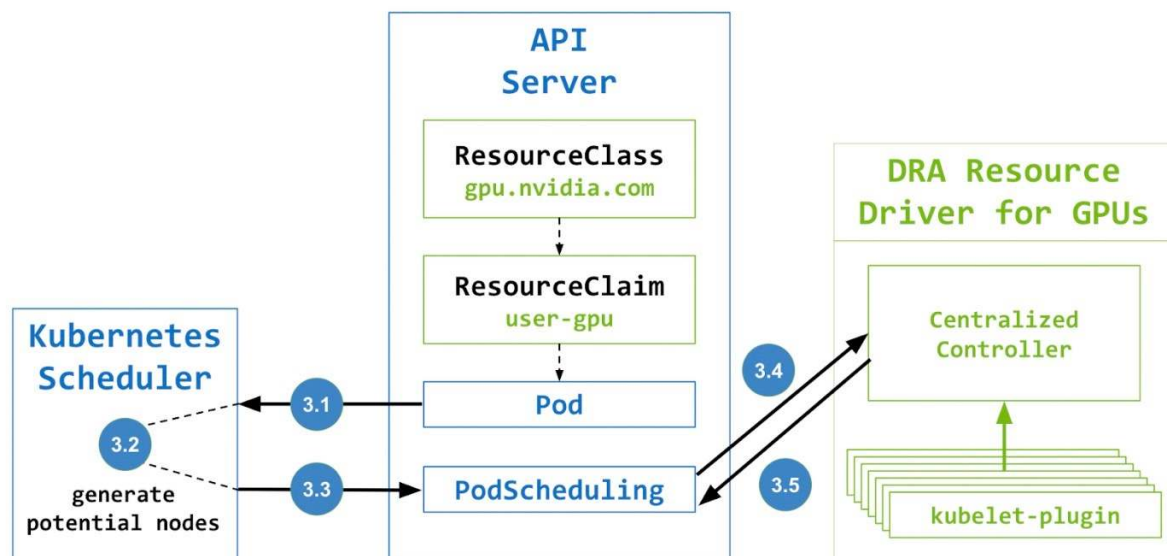 API
Server
ResourceClass
gpu.nvidia.com
ResourceClaim
user-gpu
Pod
PodScheduling
Kubernetes
Scheduler
3.1
3.2
generate
potential nodes
3.3
3.4
3.5
DRA Resource
Driver for GPUs
Centralized
Controller
kubelet-plugin